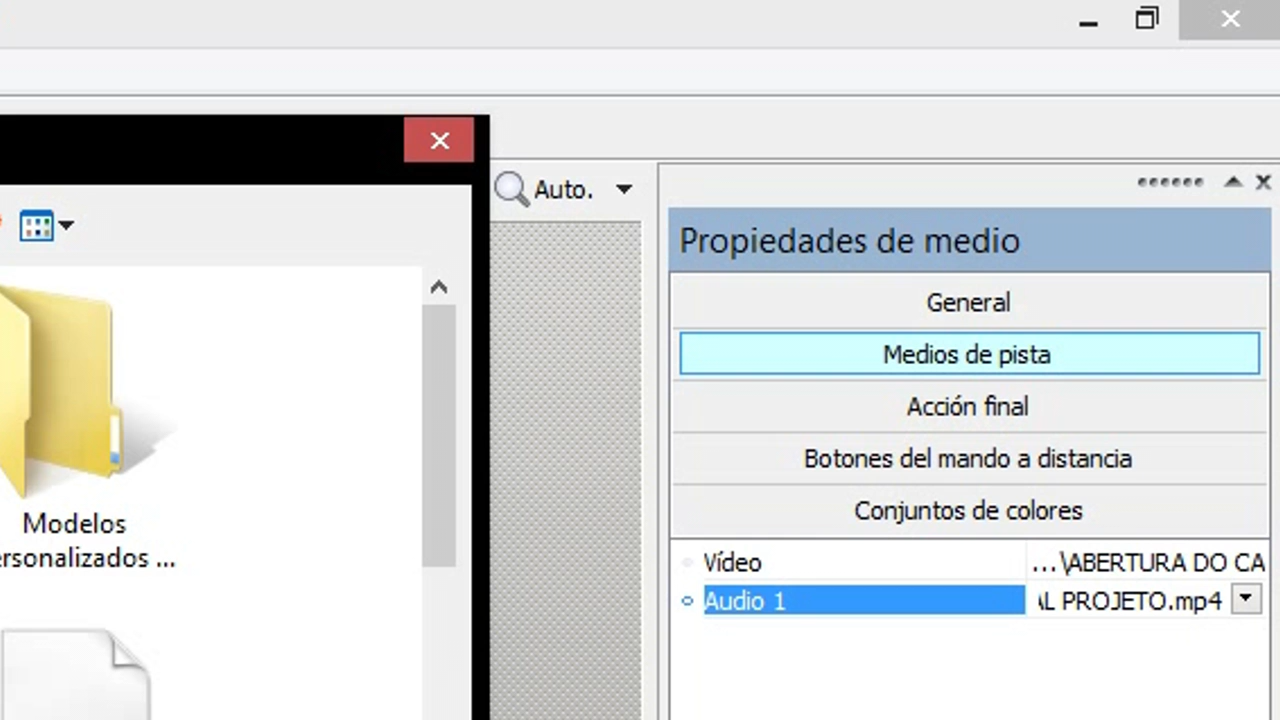 Auto.
Propiedades de medio
General
Medios de pista
Acción final
Botones del mando a distancia
Conjuntos de colores
Vídeo ...\ABERTURA DO CA
Audio 1 AL PROJETO.mp4
Modelos
ersonalizados ...